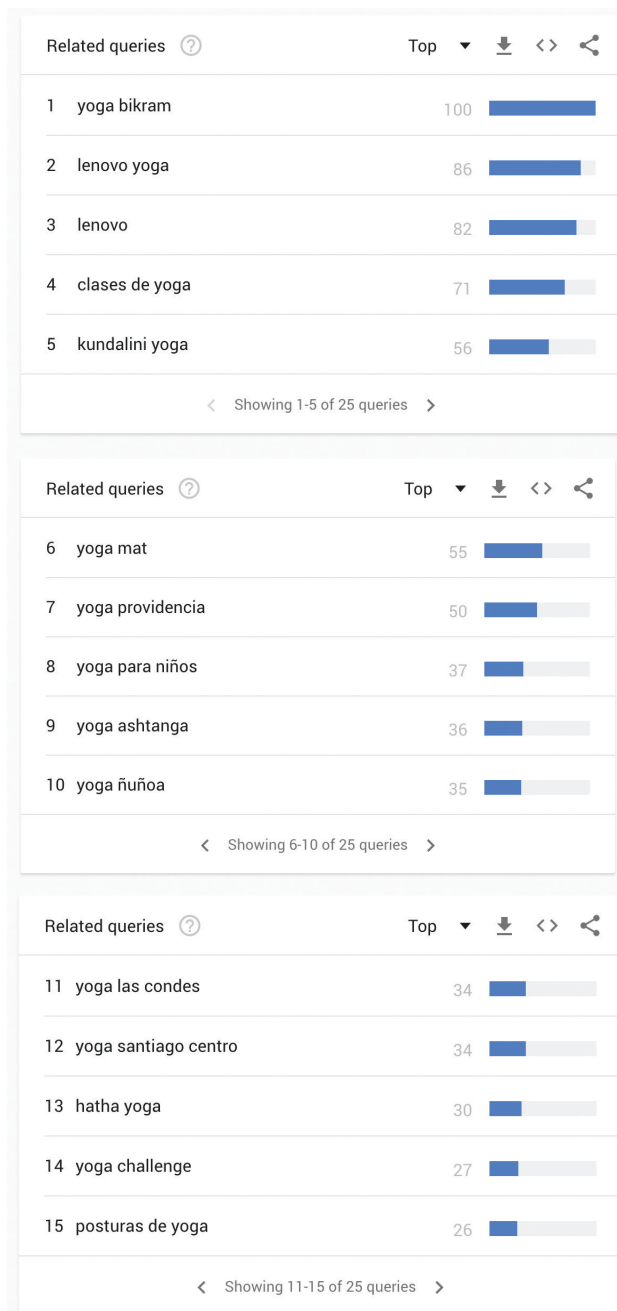 Related queries ? Top
1 yoga bikram 100
2 lenovo yoga 86
3 lenovo 82
4 clases de yoga 71
5 kundalini yoga 56
Showing 1-5 of 25 queries
Related queries ? Top
6 yoga mat 55
7 yoga providencia 50
8 yoga para niños 37
9 yoga ashtanga 36
10 yoga ñuñoa 35
Showing 6-10 of 25 queries
Related queries ? Top
11 yoga las condes 34
12 yoga santiago centro 34
13 hatha yoga 30
14 yoga challenge 27
15 posturas de yoga 26
Showing 11-15 of 25 queries